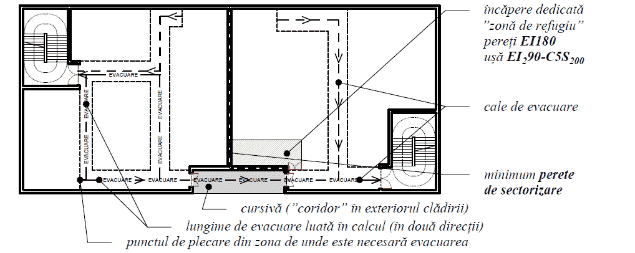 încăpere dedicată
"zonă de refugiu"
pereți EI180
ușă EI₂90-C5S₂₀₀
EVACUARE
EVACUARE
EVACUARE
EVACUARE
cale de evacuare
EVACUARE
minimum perete
de sectorizare
EVACUARE EVACUARE EVACUARE EVACUARE EVACUARE
cursivă ("coridor" în exteriorul clădirii)
lungime de evacuare luată în calcul (în două direcții)
punctul de plecare din zona de unde este necesară evacuarea